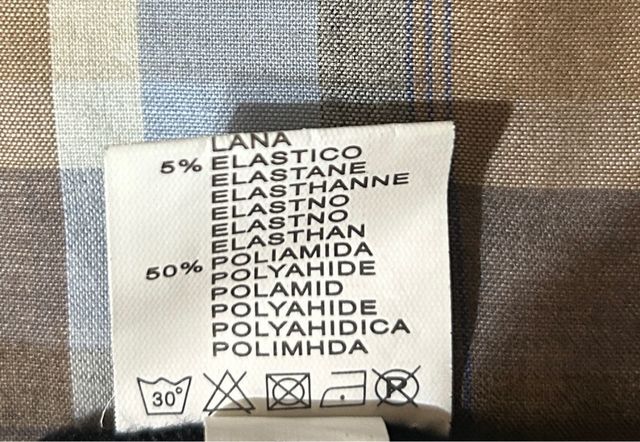 LANA
5% ELASTICO
ELASTANE
ELASTHANNE
ELASTNO
ELASTNO
ELASTHAN
50% POLIAMIDA
POLYAHIDE
POLAMID
POLYAHIDE
POLYAHIDICA
POLIMHDA
30° P